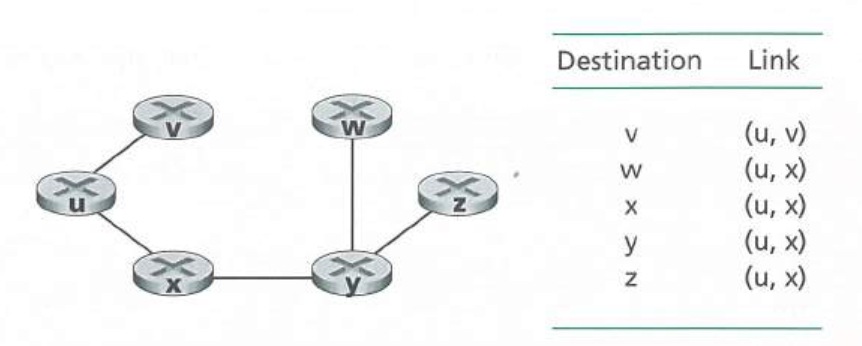 v
w
u
z
x
y
Destination Link
v (u, v)
w (u, x)
x (u, x)
y (u, x)
z (u, x)